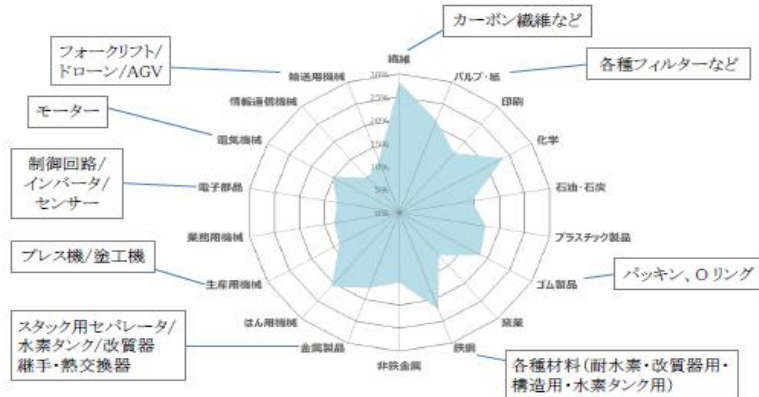 カーボン繊維など
フォークリフト/
ドローン/AGV
各種フィルターなど
モーター
制御回路/
インバータ/
センサー
プレス機/塗工機
スタック用セパレータ/
水素タンク/改質器
継手・熱交換器
パッキン、Oリング
各種材料(耐水素・改質器用・
構造用・水素タンク用)
繊維
パルプ・紙
印刷
化学
石油・石炭
プラスチック製品
ゴム製品
窯業
鉄鋼
非鉄金属
金属製品
はん用機械
生産用機械
業務用機械
電子部品
電気機械
情報通信機械
輸送用機械
30%
25%
20%
15%
10%
5%
0%